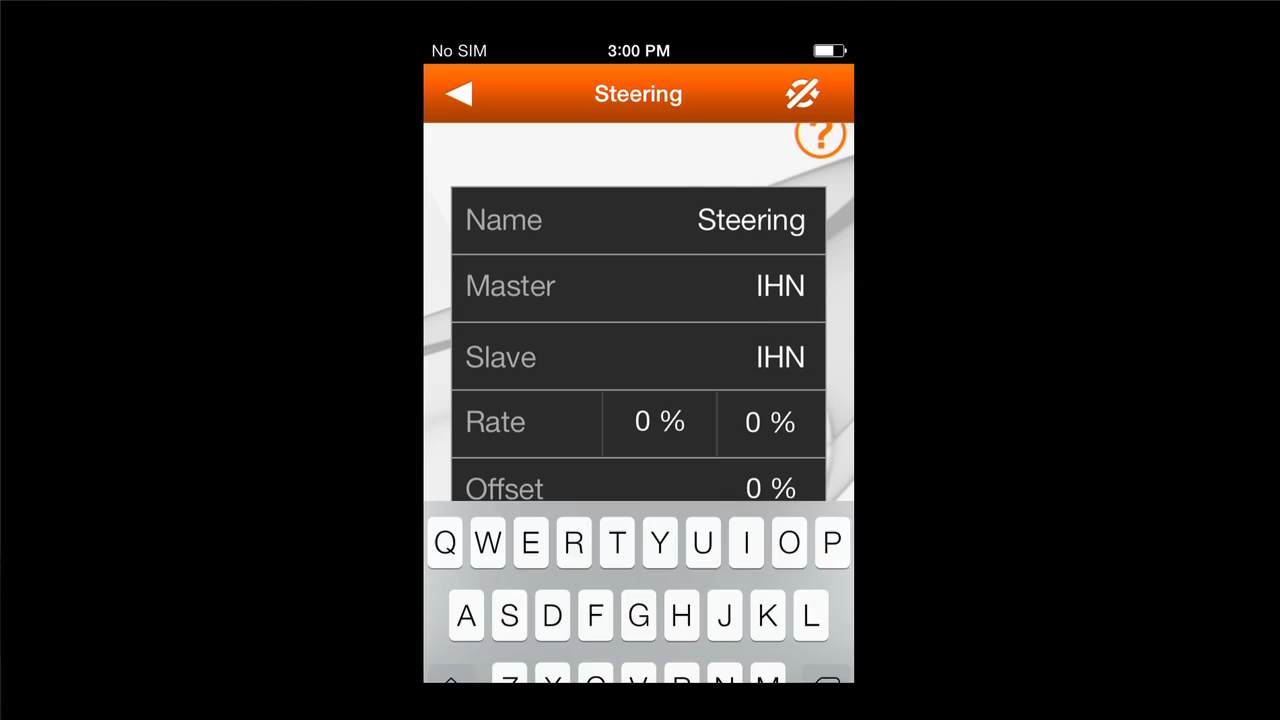 No SIM 3:00 PM
Steering
?
Name Steering
Master IHN
Slave IHN
Rate 0 % 0 %
Offset 0 %
Q W E R T Y U I O P
A S D F G H J K L
Z X C V B N M